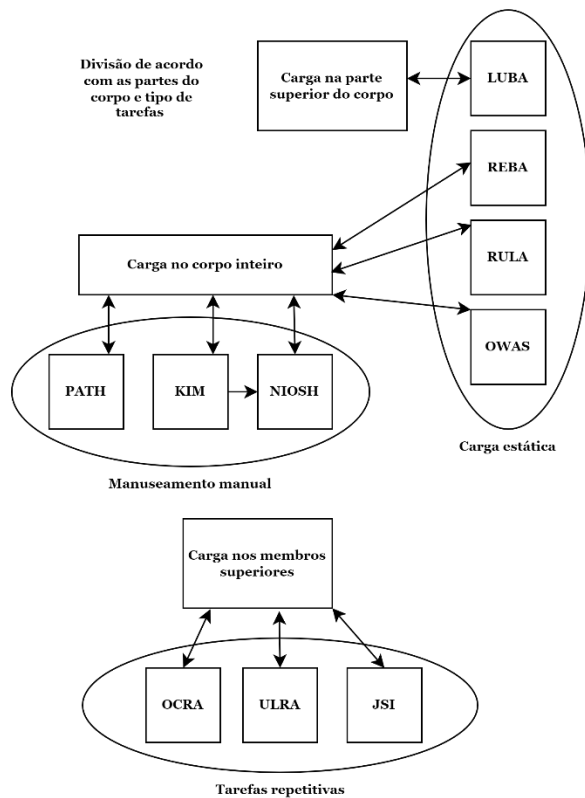 Divisão de acordo
com as partes do
corpo e tipo de
tarefas
Carga na parte
superior do corpo
LUBA
REBA
Carga no corpo inteiro
RULA
OWAS
PATH
KIM
NIOSH
Carga estática
Manuseamento manual
Carga nos membros
superiores
OCRA
ULRA
JSI
Tarefas repetitivas